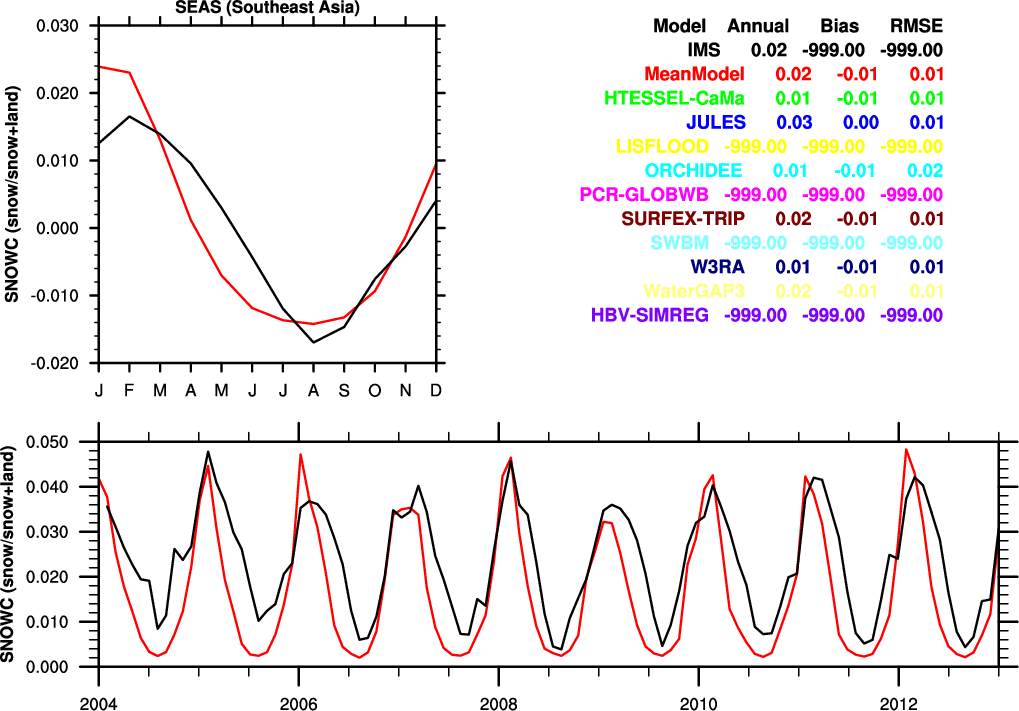 SEAS (Southeast Asia)
SNOWC (snow/snow+land)
0.030
0.020
0.010
0.000
-0.010
-0.020
J F M A M J J A S O N D
Model Annual Bias RMSE
IMS 0.02 -999.00 -999.00
MeanModel 0.02 -0.01 0.01
HTESSEL-CaMa 0.01 -0.01 0.01
JULES 0.03 0.00 0.01
LISFLOOD -999.00 -999.00 -999.00
ORCHIDEE 0.01 -0.01 0.02
PCR-GLOBWB -999.00 -999.00 -999.00
SURFEX-TRIP 0.02 -0.01 0.01
SWBM -999.00 -999.00 -999.00
W3RA 0.01 -0.01 0.01
WaterGAP3 0.02 -0.01 0.01
HBV-SIMREG -999.00 -999.00 -999.00
SNOWC (snow/snow+land)
0.050
0.040
0.030
0.020
0.010
0.000
2004 2006 2008 2010 2012